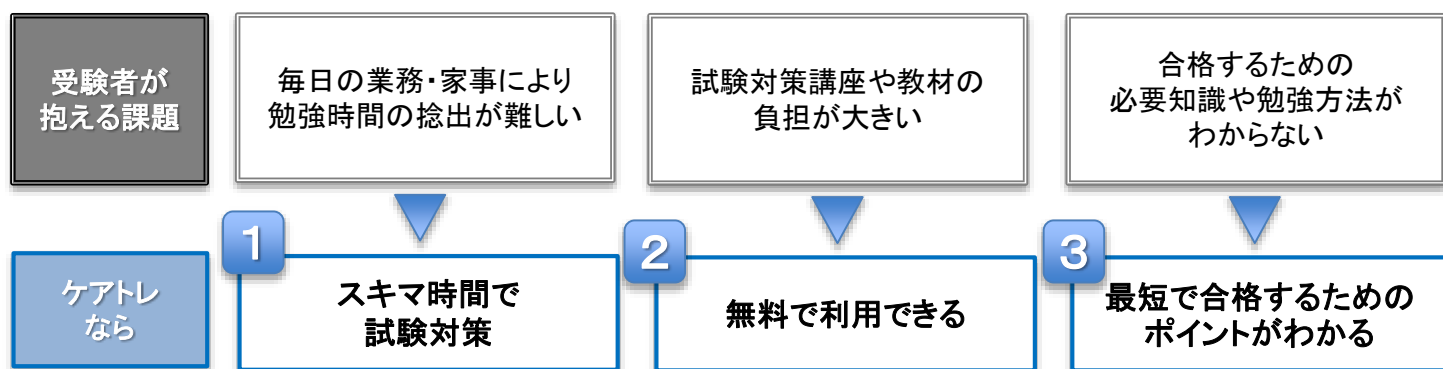 受験者が
抱える課題
毎日の業務・家事により
勉強時間の捻出が難しい
試験対策講座や教材の
負担が大きい
合格するための
必要知識や勉強方法が
わからない
ケアトレ
なら
1
スキマ時間で
試験対策
2
無料で利用できる
3
最短で合格するための
ポイントがわかる